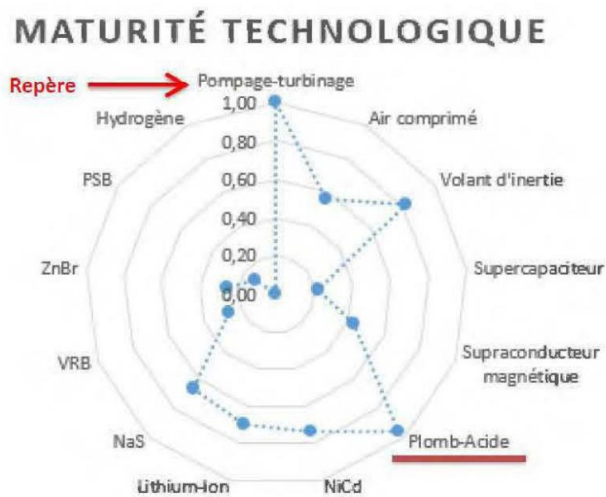 MATURITÉ TECHNOLOGIQUE
Repère
Pompage-turbinage
1,00
Hydrogène
Air comprimé
0,80
PSB
Volant d'inertie
0,60
0,40
ZnBr
0,20
Supercapaciteur
0,00
VRB
Supraconducteur
magnétique
NaS
Plomb-Acide
Lithium-Ion
NiCd